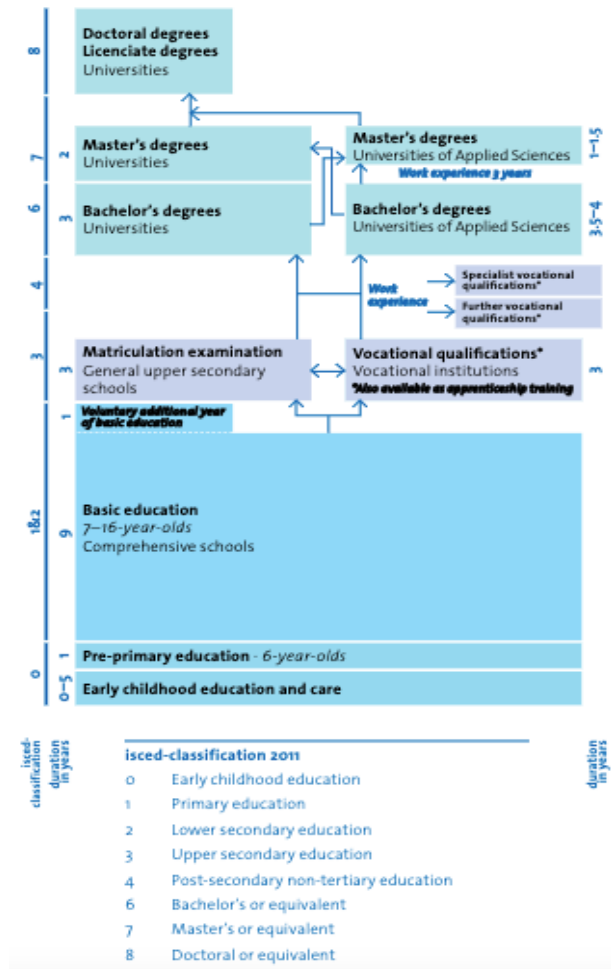 8
Doctoral degrees
Licenciate degrees
Universities
7
2
Master's degrees
Universities
Master's degrees
Universities of Applied Sciences
1–1.5
Work experience 3 years
6
3
Bachelor's degrees
Universities
Bachelor's degrees
Universities of Applied Sciences
3.5–4
4
Work
experience
Specialist vocational
qualifications*
Further vocational
qualifications*
3
3
Matriculation examination
General upper secondary
schools
Vocational qualifications*
Vocational institutions
*Also available as apprenticeship training
3
1
Voluntary additional year
of basic education
1&2
9
Basic education
7–16-year-olds
Comprehensive schools
0
1
Pre-primary education - 6-year-olds
0–5
Early childhood education and care
isced-
classification
duration
in years
duration
in years
isced-classification 2011
0 Early childhood education
1 Primary education
2 Lower secondary education
3 Upper secondary education
4 Post-secondary non-tertiary education
6 Bachelor's or equivalent
7 Master's or equivalent
8 Doctoral or equivalent